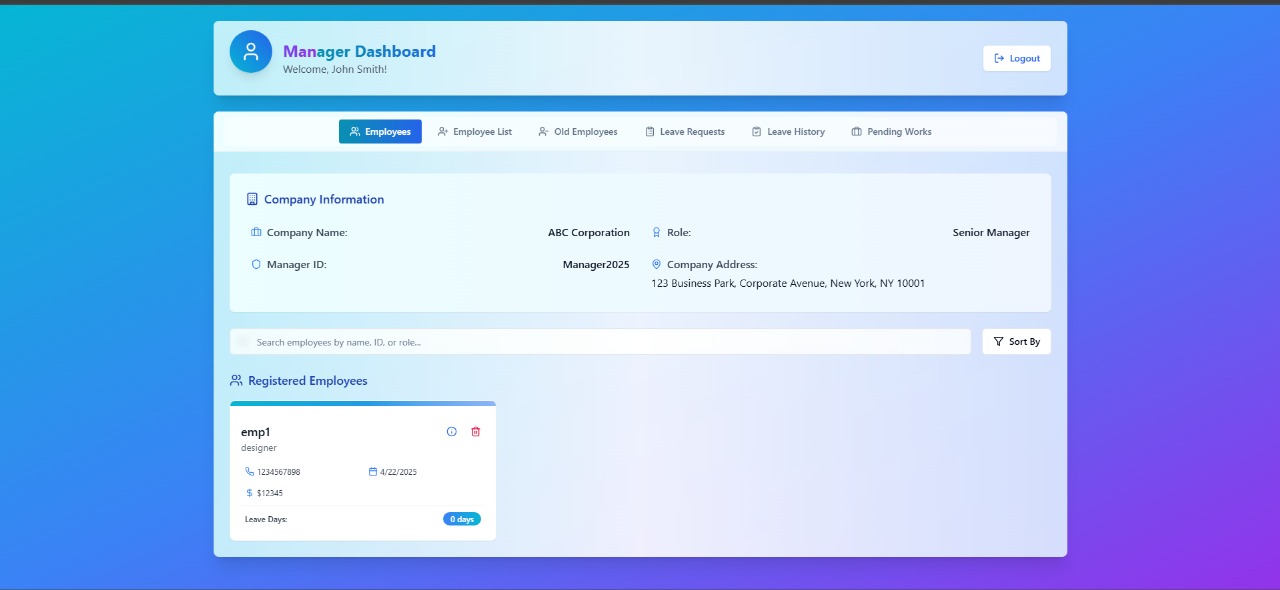 Manager Dashboard
Welcome, John Smith!
Logout
Employees
Employee List
Old Employees
Leave Requests
Leave History
Pending Works
Company Information
Company Name: ABC Corporation
Role: Senior Manager
Manager ID: Manager2025
Company Address:
123 Business Park, Corporate Avenue, New York, NY 10001
Search employees by name, ID, or role...
Sort By
Registered Employees
emp1
designer
1234567898
4/22/2025
$12345
Leave Days: 0 days